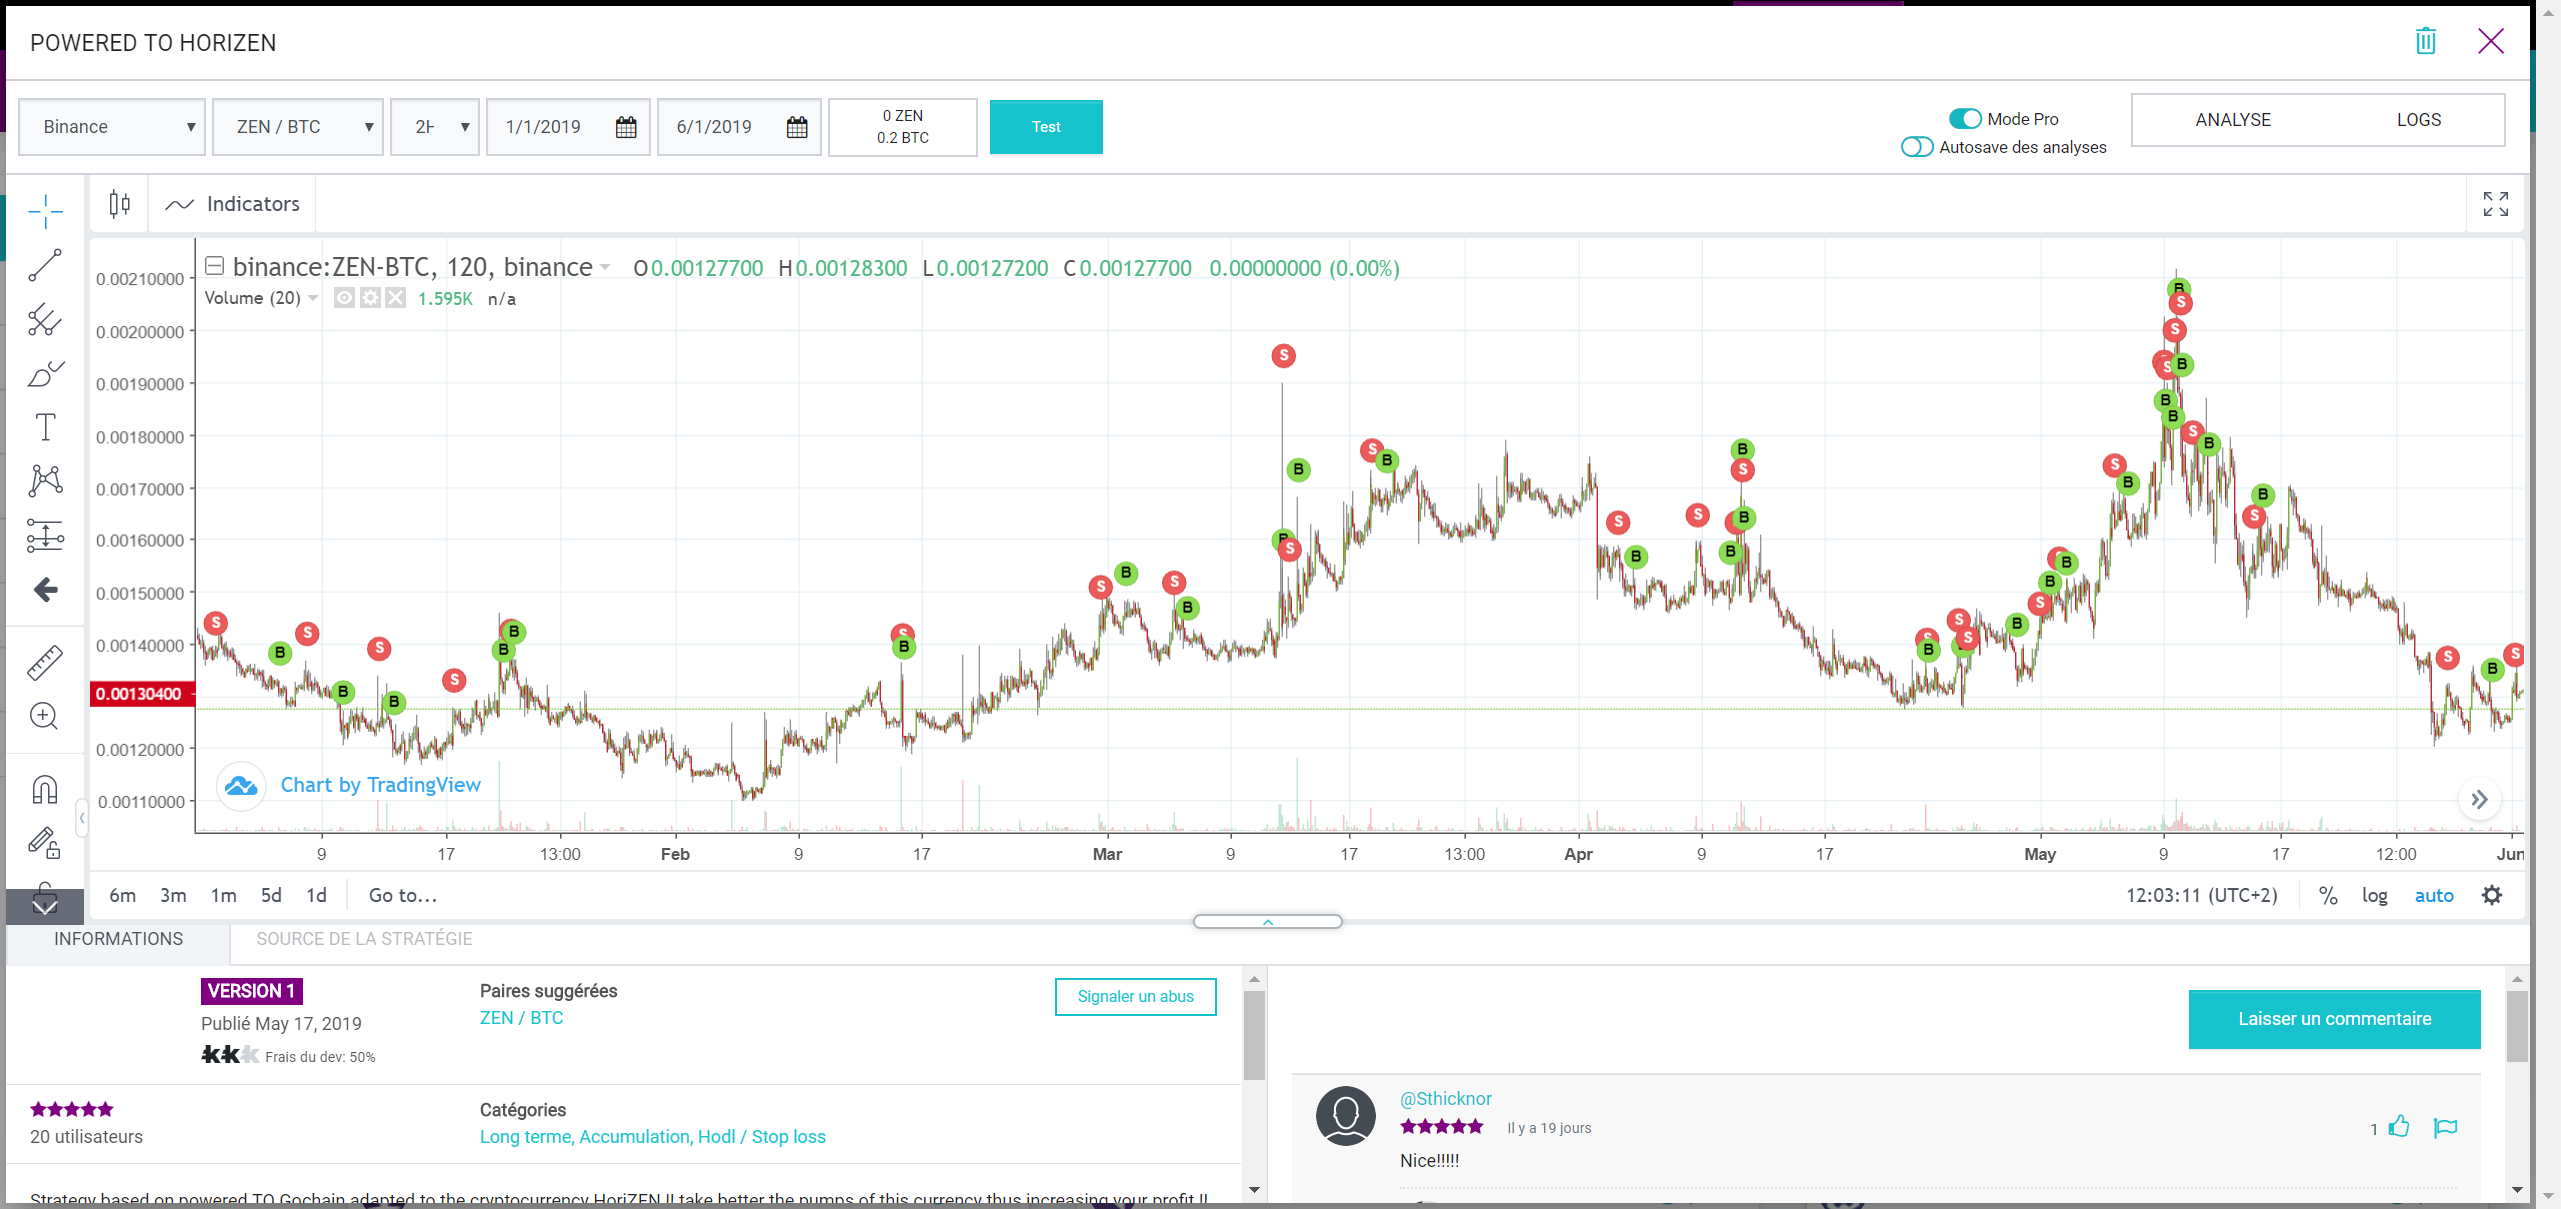 POWERED TO HORIZEN
Binance
ZEN / BTC
1/1/2019
6/1/2019
0 ZEN
0.2 BTC
Test
Mode Pro
Autosave des analyses
ANALYSE
LOGS
Indicators
binance:ZEN-BTC, 120, binance O0.00127700 H0.00128300 L0.00127200 C0.00127700 0.00000000 (0.00%)
Volume (20) 1.595K n/a
0.00210000
0.00200000
0.00190000
0.00180000
0.00170000
0.00160000
0.00150000
0.00140000
0.00130400
0.00120000
0.00110000
Chart by TradingView
9 17 13:00 Feb 9 17 Mar 9 17 13:00 Apr 9 17 May 9 17 12:00 Jun
6m 3m 1m 5d 1d Go to...
12:03:11 (UTC+2) % log auto
INFORMATIONS
SOURCE DE LA STRATÉGIE
VERSION 1
Publié May 17, 2019
Frais du dev: 50%
Paires suggérées
ZEN / BTC
Signaler un abus
20 utilisateurs
Catégories
Long terme, Accumulation, Hodl / Stop loss
Strategy based on powered TO Gochain adapted to the cryptocurrency HoriZEN !! take better the pumps of this currency thus increasing your profit !!
Laisser un commentaire
@Sthicknor
Il y a 19 jours
1
Nice!!!!!